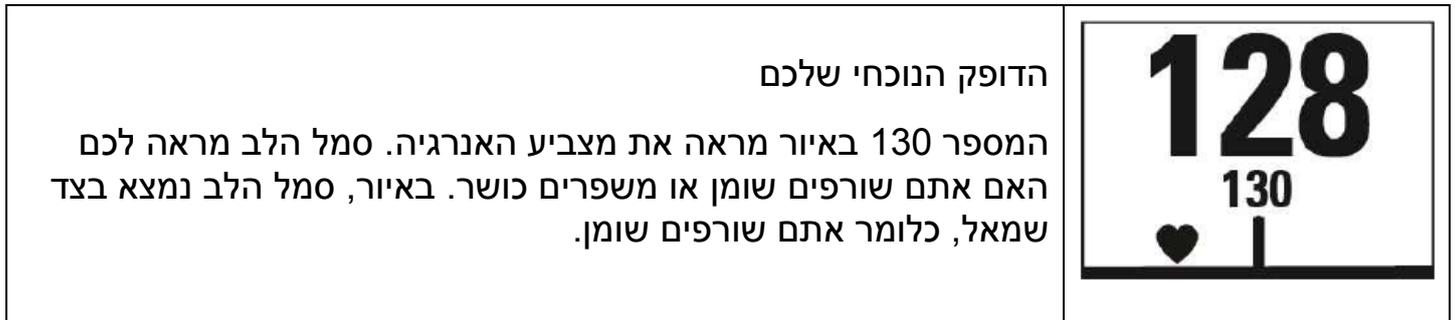 הדופק הנוכחי שלכם
המספר 130 באיור מראה את מצביע האנרגיה. סמל הלב מראה לכם
האם אתם שורפים שומן או משפרים כושר. באיור, סמל הלב נמצא בצד
שמאל, כלומר אתם שורפים שומן.
128
130